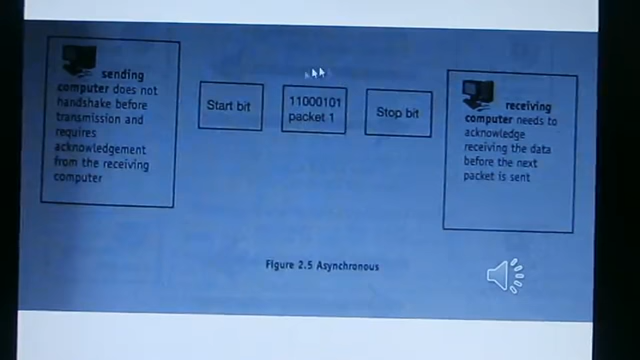 sending
computer does not
handshake before
transmission and
requires
acknowledgement
from the receiving
computer
Start bit
11000101
packet 1
Stop bit
receiving
computer needs to
acknowledge
receiving the data
before the next
packet is sent
Figure 2.5 Asynchronous